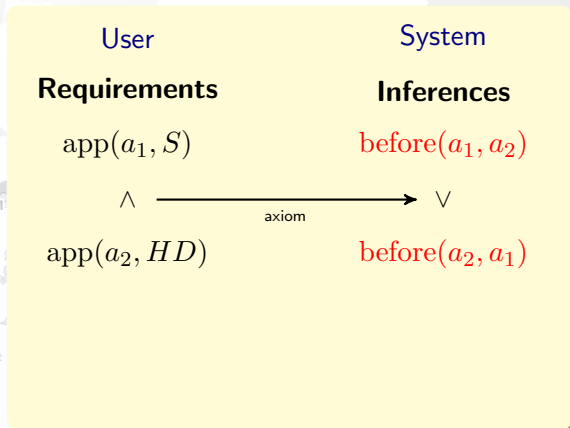 User System
Requirements Inferences
app(a₁, S) before(a₁, a₂)
∧ ∨
axiom
app(a₂, HD) before(a₂, a₁)